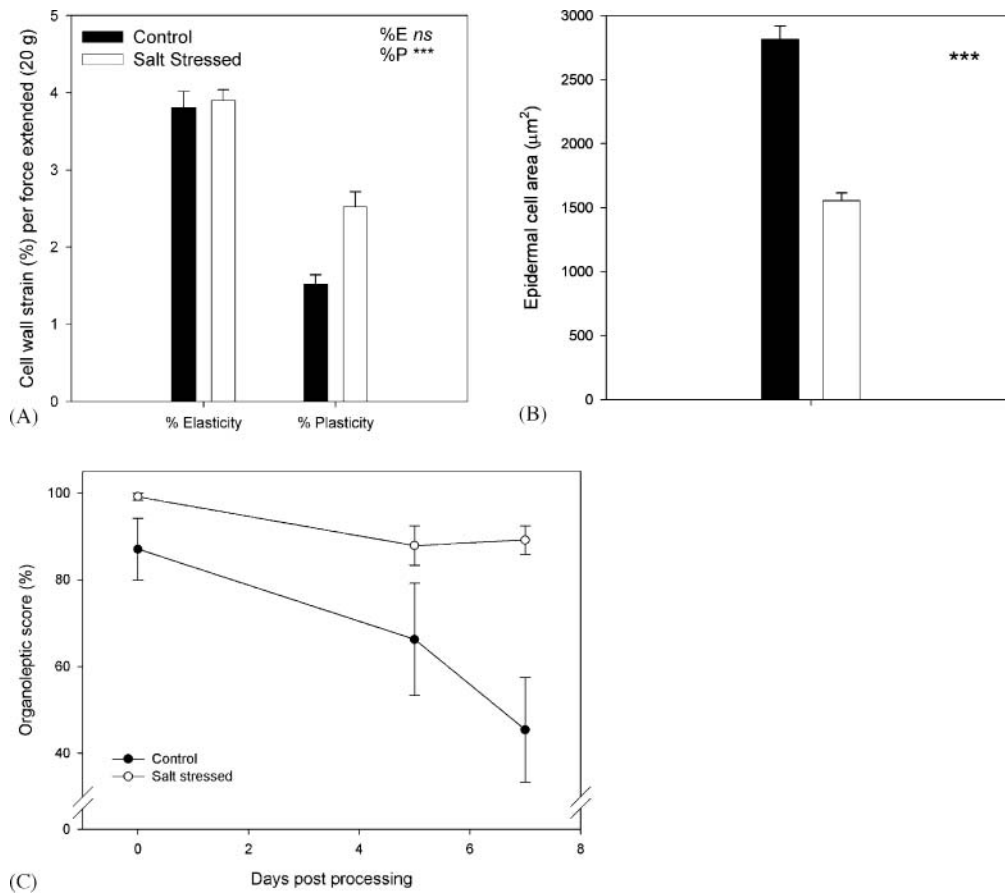 5
4
3
2
1
0
Cell wall strain (%) per force extended (20 g)
Control
Salt Stressed
%E ns
%P ***
% Elasticity
% Plasticity
(A)
3000
2500
2000
1500
1000
500
0
Epidermal cell area (μm²)
***
(B)
100
80
60
40
0
Organoleptic score (%)
Control
Salt stressed
0 2 4 6 8
Days post processing
(C)